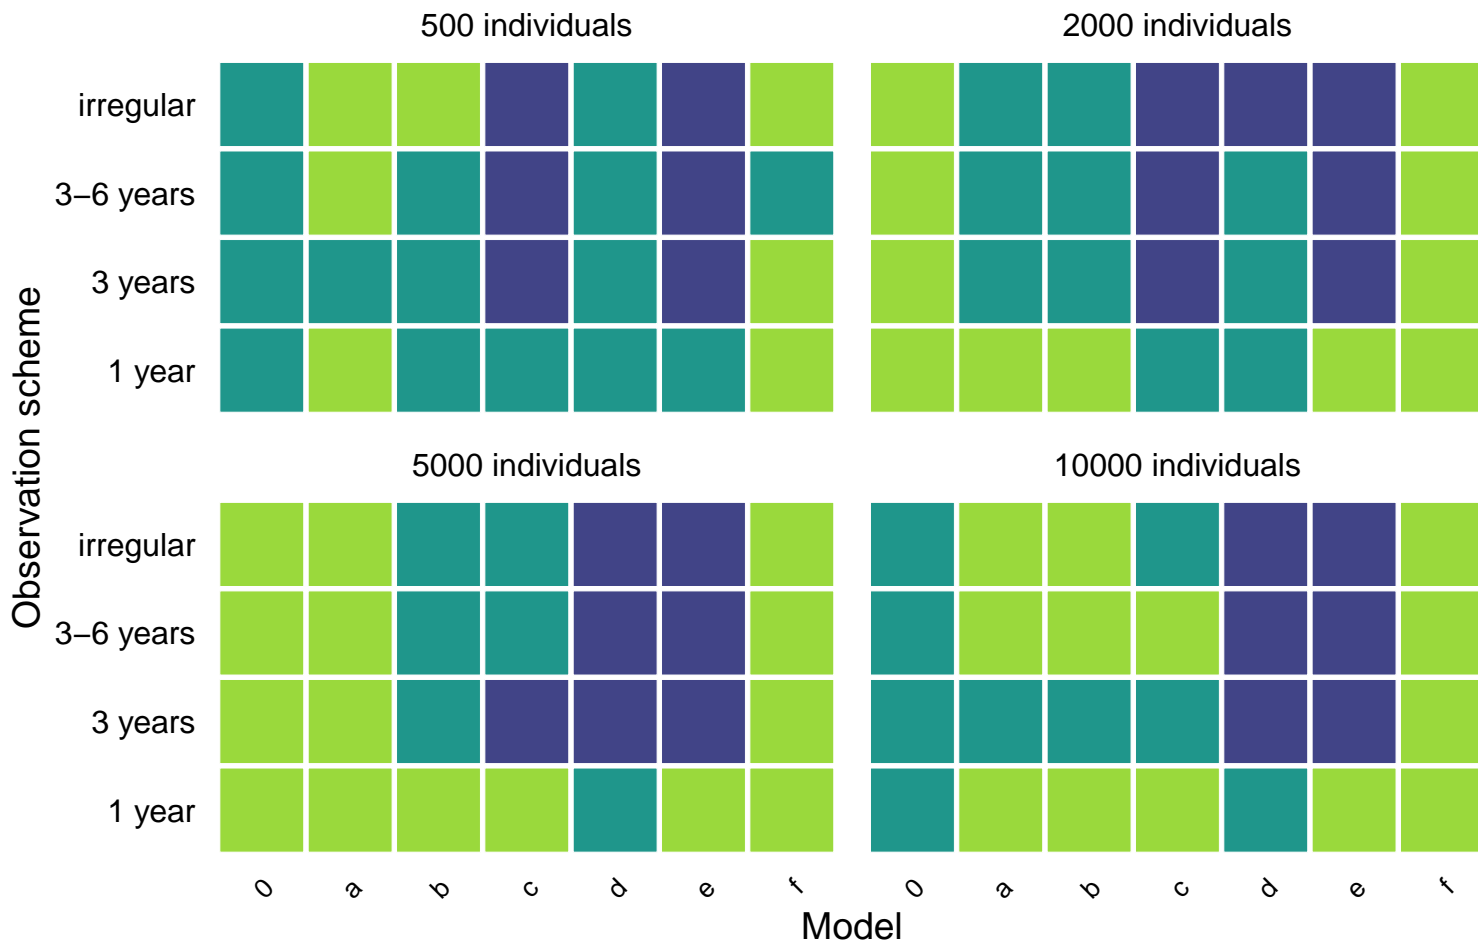 500 individuals
2000 individuals
irregular
3–6 years
3 years
1 year
5000 individuals
10000 individuals
irregular
3–6 years
3 years
1 year
Observation scheme
0 a b c d e f
0 a b c d e f
Model